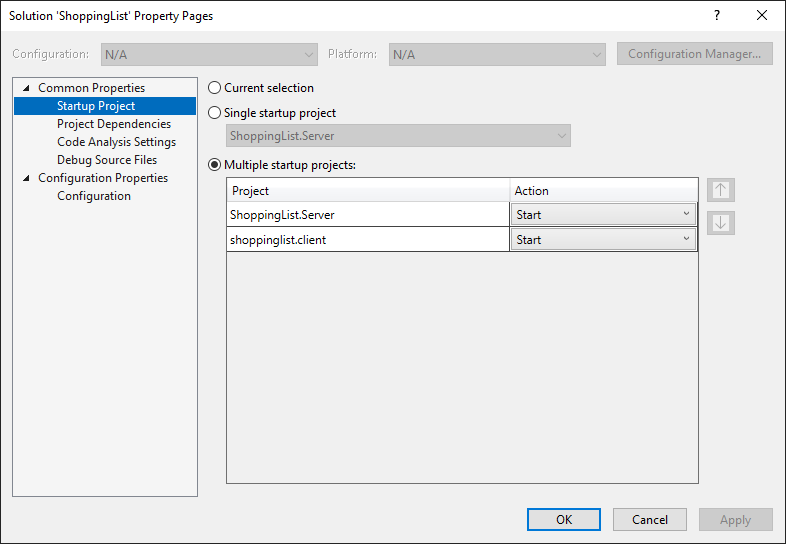 Solution 'ShoppingList' Property Pages
?
Configuration: N/A Platform: N/A Configuration Manager...
Common Properties
Startup Project
Project Dependencies
Code Analysis Settings
Debug Source Files
Configuration Properties
Configuration
Current selection
Single startup project
ShoppingList.Server
Multiple startup projects:
Project Action
ShoppingList.Server Start
shoppinglist.client Start
OK Cancel Apply